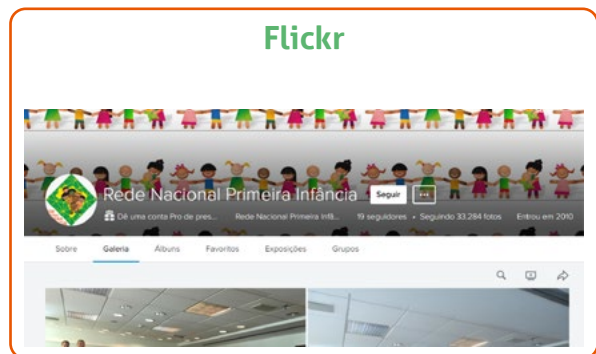 Flickr
Rede Nacional Primeira Infância Seguir ...
Dê uma conta Pro de pres... Rede Nacional Primeira Infâ... 19 seguidores • Seguindo 33.284 fotos Entrou em 2010
Sobre Galeria Álbuns Favoritos Exposições Grupos